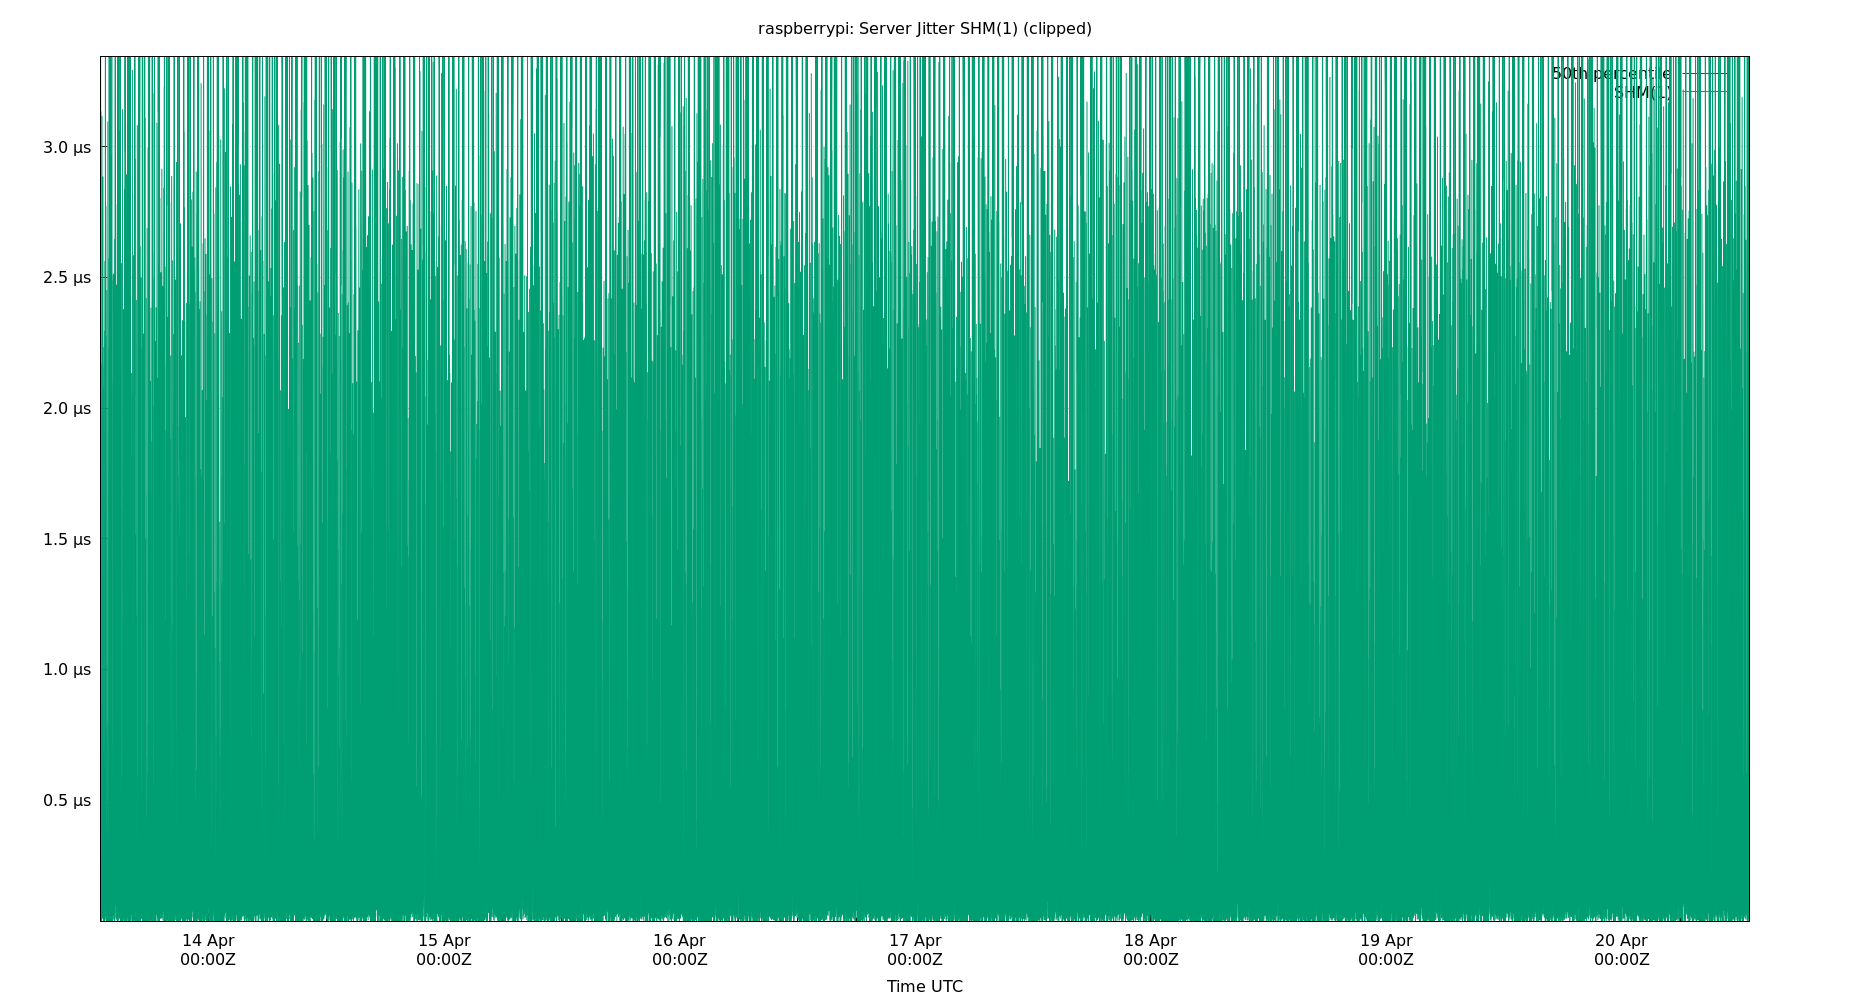 raspberrypi: Server Jitter SHM(1) (clipped)
50th percentile
SHM(1)
3.0 µs
2.5 µs
2.0 µs
1.5 µs
1.0 µs
0.5 µs
14 Apr 15 Apr 16 Apr 17 Apr 18 Apr 19 Apr 20 Apr
00:00Z 00:00Z 00:00Z 00:00Z 00:00Z 00:00Z 00:00Z
Time UTC